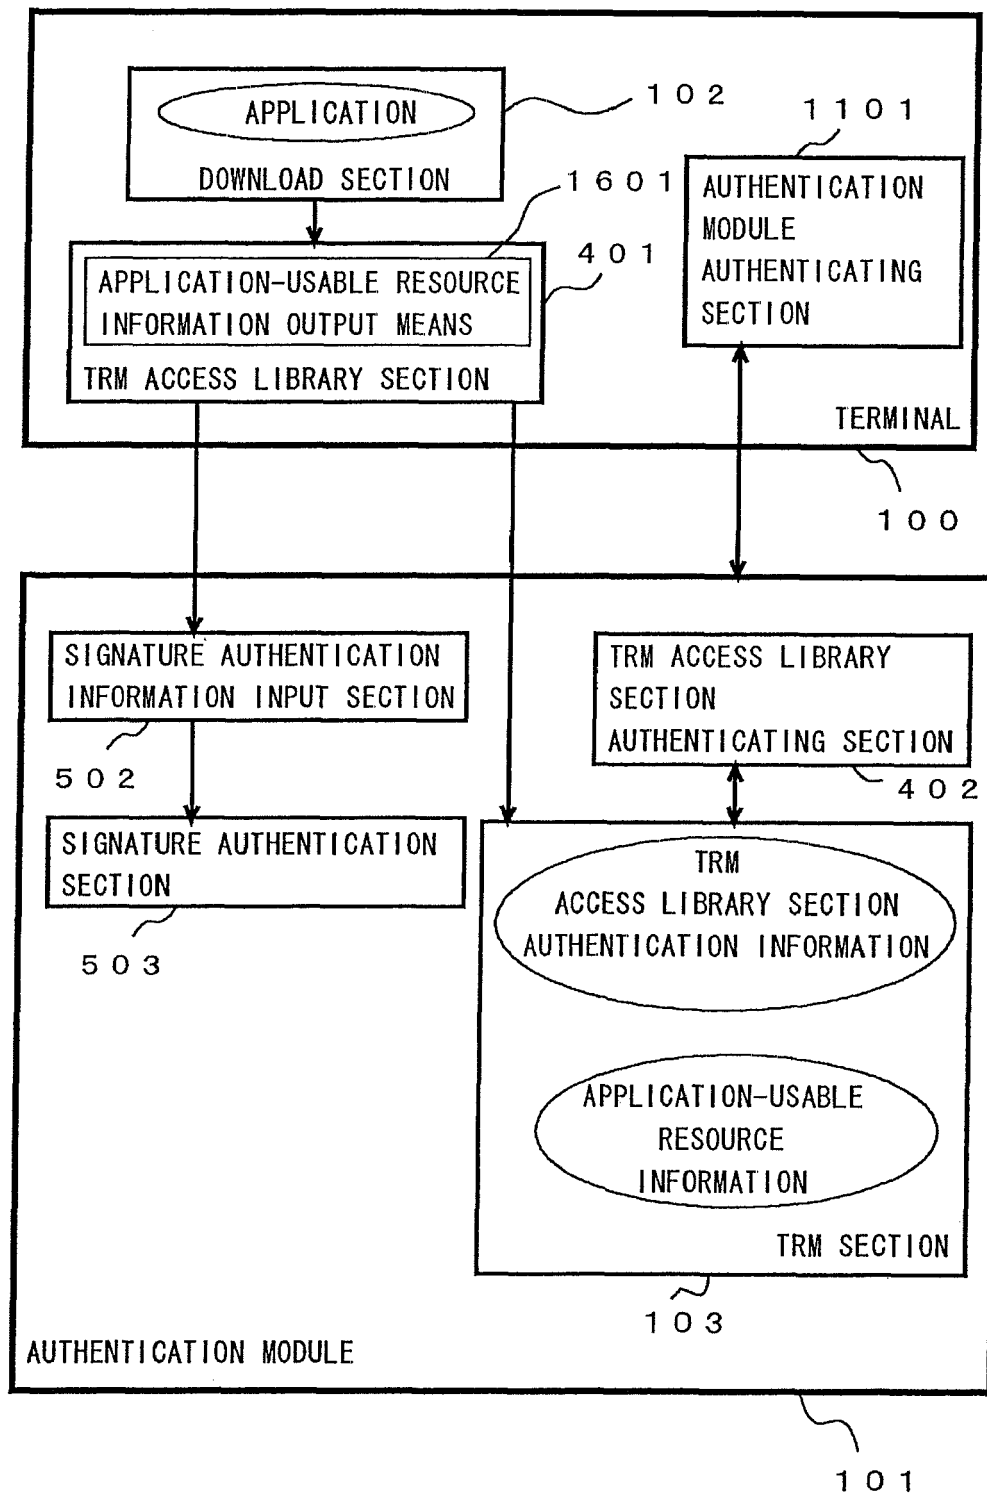 APPLICATION
DOWNLOAD SECTION
102
1101
AUTHENTICATION
MODULE
AUTHENTICATING
SECTION
1601
401
APPLICATION-USABLE RESOURCE
INFORMATION OUTPUT MEANS
TRM ACCESS LIBRARY SECTION
TERMINAL
100
SIGNATURE AUTHENTICATION
INFORMATION INPUT SECTION
502
TRM ACCESS LIBRARY
SECTION
AUTHENTICATING SECTION
402
SIGNATURE AUTHENTICATION
SECTION
503
TRM
ACCESS LIBRARY SECTION
AUTHENTICATION INFORMATION
APPLICATION-USABLE
RESOURCE
INFORMATION
TRM SECTION
103
AUTHENTICATION MODULE
101